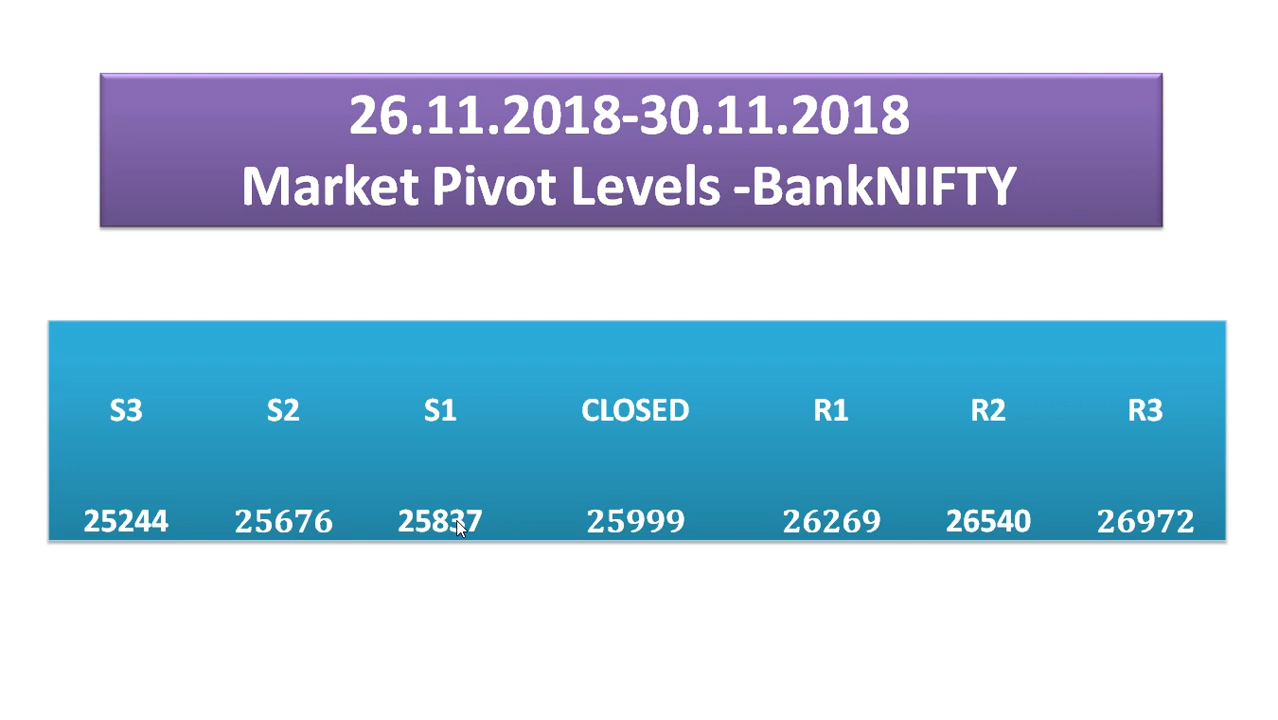 26.11.2018-30.11.2018
Market Pivot Levels -BankNIFTY
S3 S2 S1 CLOSED R1 R2 R3
25244 25676 25837 25999 26269 26540 26972